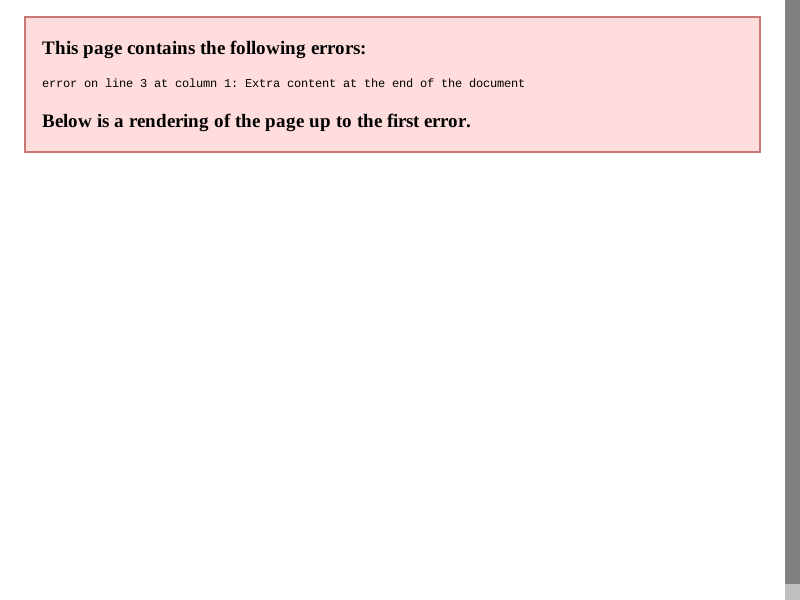 This page contains the following errors:
error on line 3 at column 1: Extra content at the end of the document
Below is a rendering of the page up to the first error.